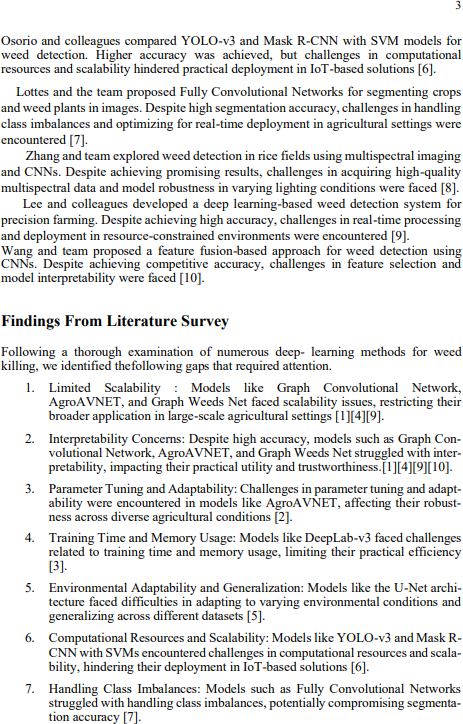 3
Osorio and colleagues compared YOLO-v3 and Mask R-CNN with SVM models for
weed detection. Higher accuracy was achieved, but challenges in computational
resources and scalability hindered practical deployment in IoT-based solutions [6].
Lottes and the team proposed Fully Convolutional Networks for segmenting crops
and weed plants in images. Despite high segmentation accuracy, challenges in handling
class imbalances and optimizing for real-time deployment in agricultural settings were
encountered [7].
Zhang and team explored weed detection in rice fields using multispectral imaging
and CNNs. Despite achieving promising results, challenges in acquiring high-quality
multispectral data and model robustness in varying lighting conditions were faced [8].
Lee and colleagues developed a deep learning-based weed detection system for
precision farming. Despite achieving high accuracy, challenges in real-time processing
and deployment in resource-constrained environments were encountered [9].
Wang and team proposed a feature fusion-based approach for weed detection using
CNNs. Despite achieving competitive accuracy, challenges in feature selection and
model interpretability were faced [10].
Findings From Literature Survey
Following a thorough examination of numerous deep- learning methods for weed
killing, we identified thefollowing gaps that required attention.
1. Limited Scalability : Models like Graph Convolutional Network,
AgroAVNET, and Graph Weeds Net faced scalability issues, restricting their
broader application in large-scale agricultural settings [1][4][9].
2. Interpretability Concerns: Despite high accuracy, models such as Graph Con-
volutional Network, AgroAVNET, and Graph Weeds Net struggled with inter-
pretability, impacting their practical utility and trustworthiness.[1][4][9][10].
3. Parameter Tuning and Adaptability: Challenges in parameter tuning and adapt-
ability were encountered in models like AgroAVNET, affecting their robust-
ness across diverse agricultural conditions [2].
4. Training Time and Memory Usage: Models like DeepLab-v3 faced challenges
related to training time and memory usage, limiting their practical efficiency
[3].
5. Environmental Adaptability and Generalization: Models like the U-Net archi-
tecture faced difficulties in adapting to varying environmental conditions and
generalizing across different datasets [5].
6. Computational Resources and Scalability: Models like YOLO-v3 and Mask R-
CNN with SVMs encountered challenges in computational resources and scala-
bility, hindering their deployment in IoT-based solutions [6].
7. Handling Class Imbalances: Models such as Fully Convolutional Networks
struggled with handling class imbalances, potentially compromising segmenta-
tion accuracy [7].